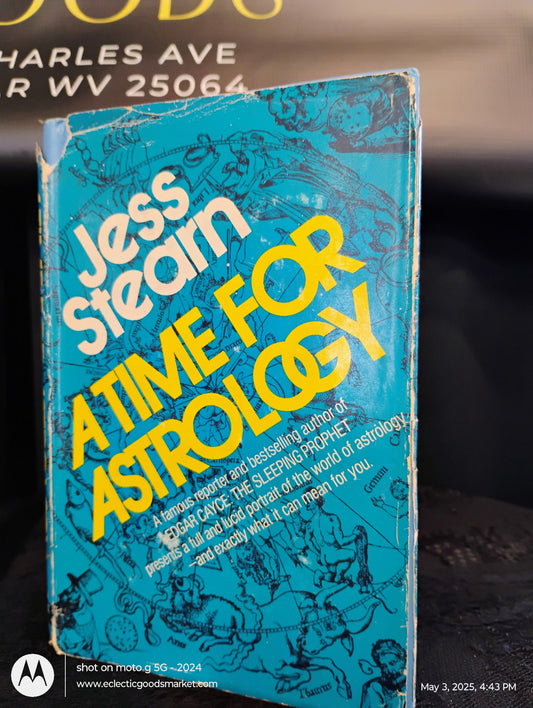 OODS
HARLES AVE
R WV 25064
Jess
Stearn
A TIME FOR
ASTROLOGY
A famous reporter and bestselling author of
EDGAR CAYCE: THE SLEEPING PROPHET
presents a full and lucid portrait of the world of astrology
—and exactly what it can mean for you.
Gemini
Aries
Taurus
shot on moto g 5G - 2024
www.eclecticgoodsmarket.com
May 3, 2025, 4:43 PM